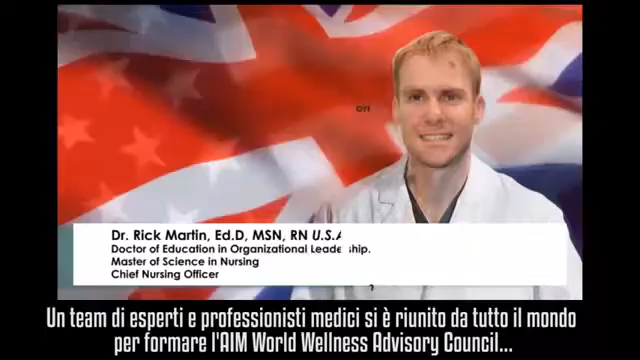 Dr. Rick Martin, Ed.D, MSN, RN U.S.A
Doctor of Education in Organizational Leade ship.
Master of Science in Nursing
Chief Nursing Officer
Un team di esperti e professionisti medici si è riunito da tutto il mondo
per formare l'AIM World Wellness Advisory Council...